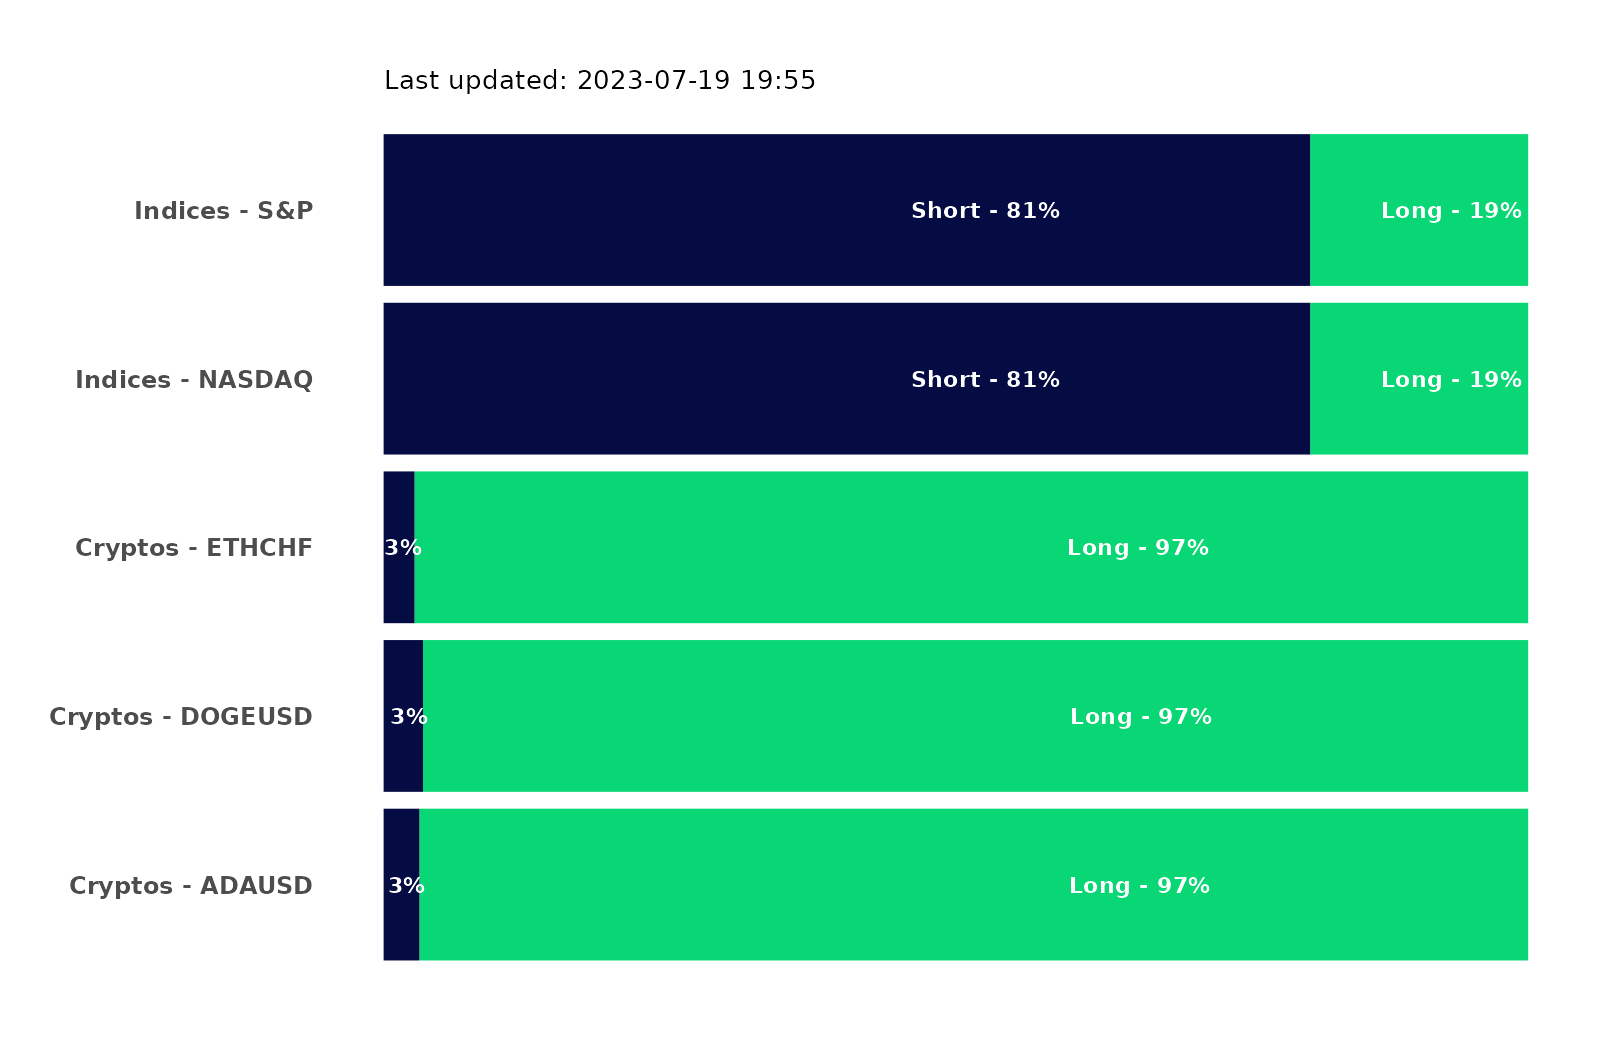 Last updated: 2023-07-19 19:55
Indices - S&P Short - 81% Long - 19%
Indices - NASDAQ Short - 81% Long - 19%
Cryptos - ETHCHF 3% Long - 97%
Cryptos - DOGEUSD 3% Long - 97%
Cryptos - ADAUSD 3% Long - 97%